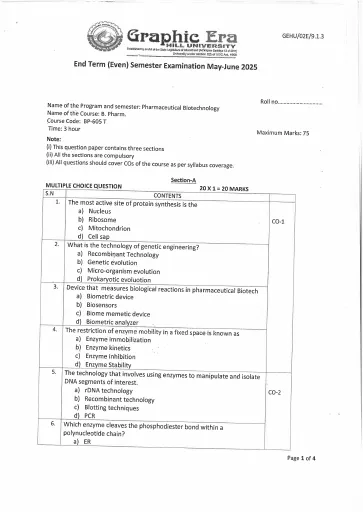 GEHU/02E/9.1.3
Graphic Era
HILL UNIVERSITY
End Term (Even) Semester Examination May-June 2025
Roll no
Name of the Program and semester: Pharmaceutical Biotechnology
Name of the Course: B. Pharm.
Course Code: BP-605 T
Time: 3 hour
Maximum Marks: 75
Note:
(i) This question paper contains three sections
(ii) All the sections are compulsory
(iii) All questions should cover COs of the course as per syllabus coverage.
Section-A
MULTIPLE CHOICE QUESTION 20 X 1 = 20 MARKS
S.N CONTENTS
1. The most active site of protein synthesis is the
a) Nucleus
b) Ribosome
CO-1
c) Mitochondrion
d) Cell sap
2. What is the technology of genetic engineering?
a) Recombinant Technology
b) Genetic evolution
c) Micro-organism evolution
d) Prokaryotic evoluotion
3. Device that measures biological reactions in pharmaceutical Biotech
a) Biometric device
b) Biosensors
c) Biome memetic device
d) Biometric analyzer
4. The restriction of enzyme mobility in a fixed space is known as
a) Enzyme immobilization
b) Enzyme kinetics
c) Enzyme Inhibition
d) Enzyme Stability
5. The technology that involves using enzymes to manipulate and isolate
DNA segments of interest.
a) rDNA technology
CO-2
b) Recombinant technology
c) Blotting techniques
d) PCR
6. Which enzyme cleaves the phosphodiester bond within a
polynucleotide chain?
a) ER
Page 1 of 4